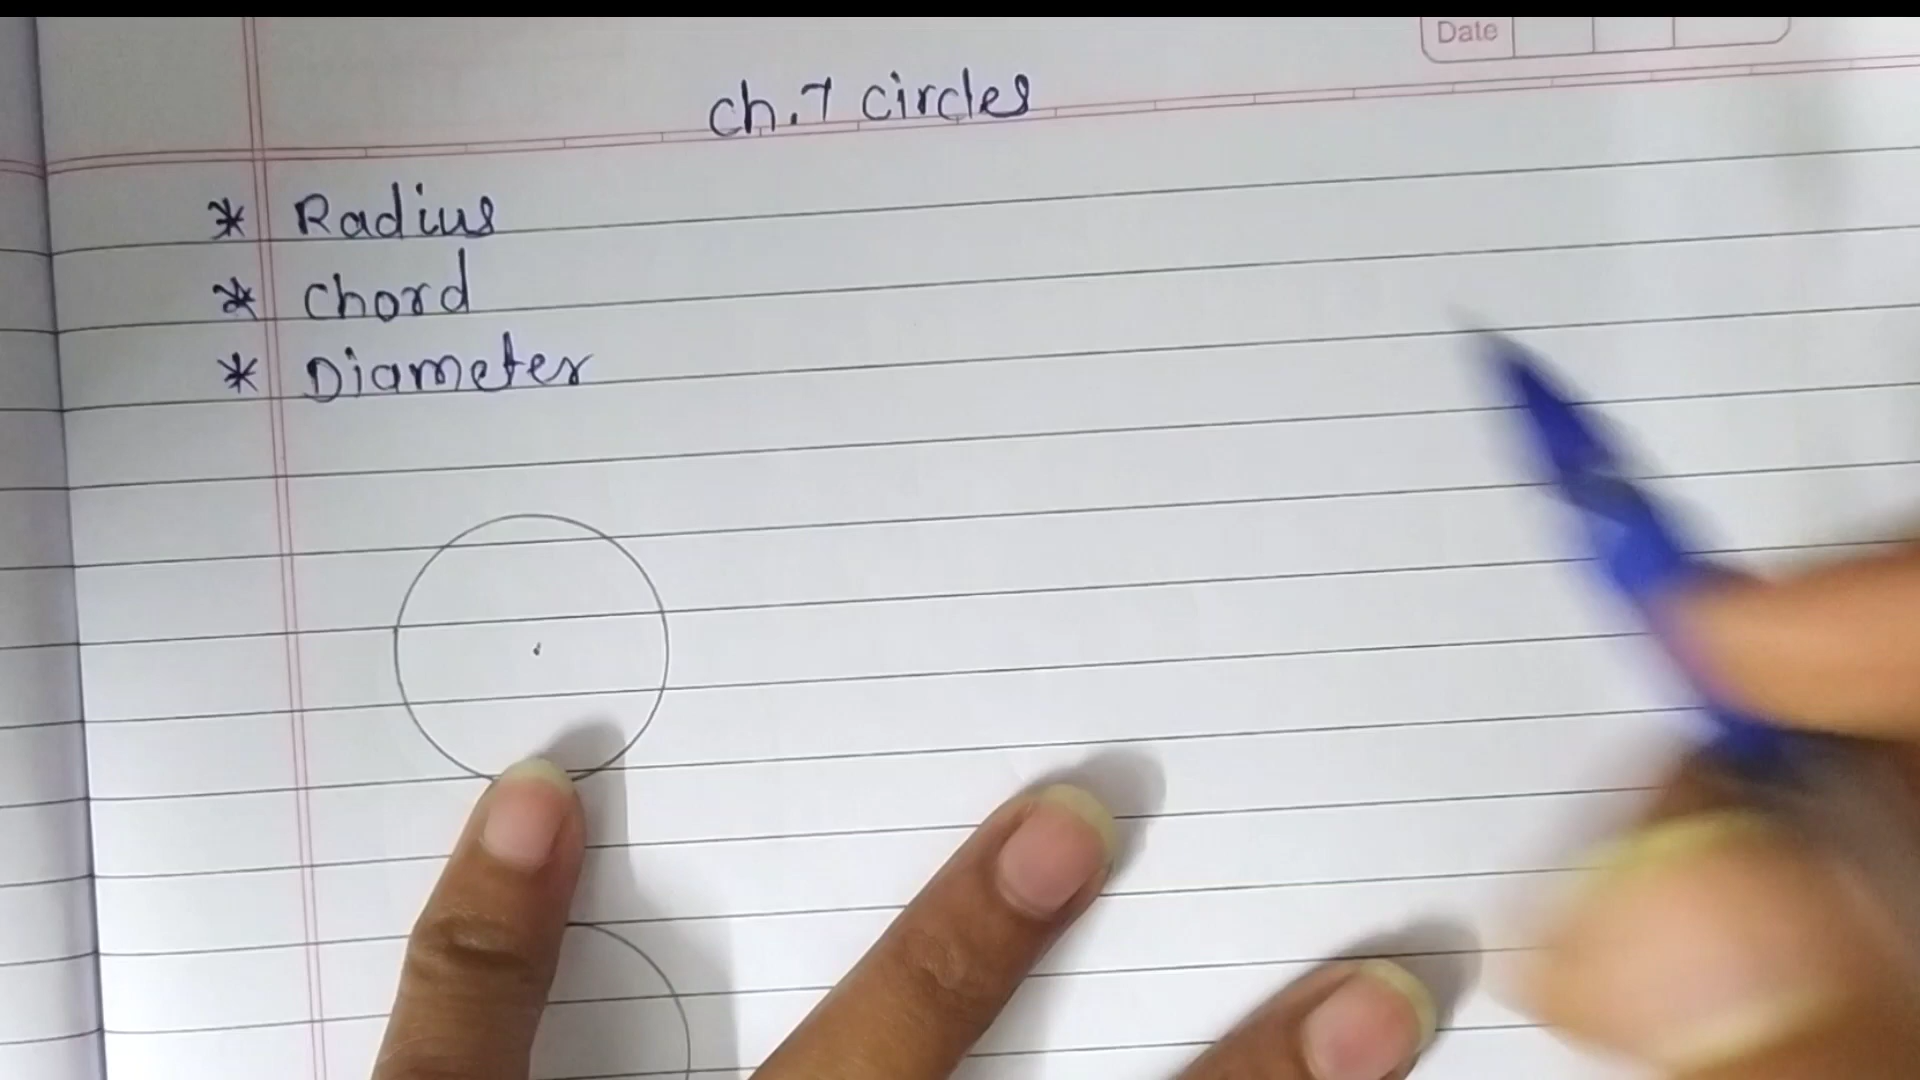 Date
Ch.7 circles
* Radius
* Chord
* Diameter